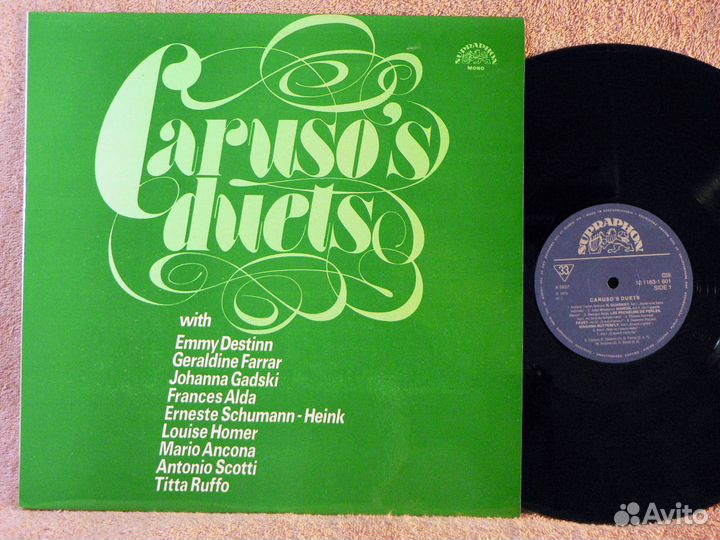 Caruso's
duets
SUPRAPHON
MONO
with
Emmy Destinn
Geraldine Farrar
Johanna Gadski
Frances Alda
Erneste Schumann-Heink
Louise Homer
Mario Ancona
Antonio Scotti
Titta Ruffo
SUPRAPHON
33
SIDE 1
CARUSO'S DUETS
Avito